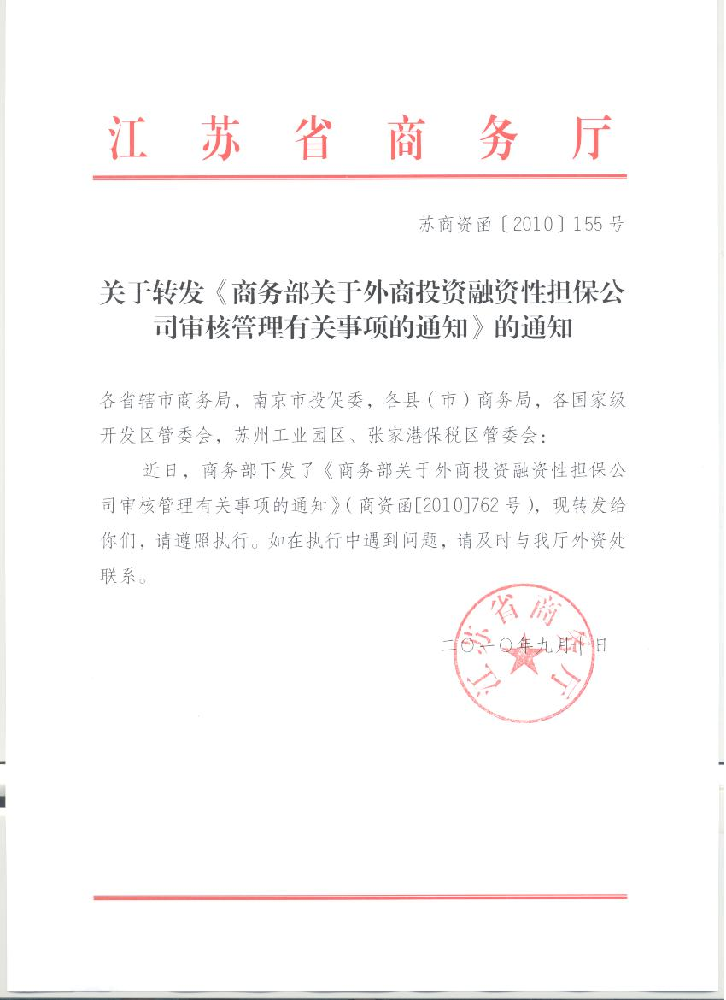 江苏省商务厅
苏商资函〔2010〕155号
关于转发《商务部关于外商投资融资性担保公
司审核管理有关事项的通知》的通知
各省辖市商务局，南京市投促委，各县（市）商务局，各国家级
开发区管委会，苏州工业园区、张家港保税区管委会：
近日，商务部下发了《商务部关于外商投资融资性担保公
司审核管理有关事项的通知》（商资函[2010]762号），现转发给
你们，请遵照执行。如在执行中遇到问题，请及时与我厅外资处
联系。
二〇一〇年九月十日
江苏省商务厅